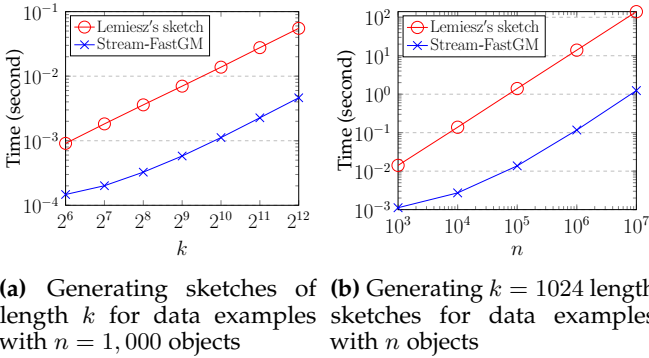 10^{-1}
Lemiesz's sketch
Stream-FastGM
10^{-2}
10^{-3}
10^{-4}
Time (second)
2^6 2^7 2^8 2^9 2^{10} 2^{11} 2^{12}
k
10^2
Lemiesz's sketch
Stream-FastGM
10^1
10^0
10^{-1}
10^{-2}
10^{-3}
Time (second)
10^3 10^4 10^5 10^6 10^7
n
(a) Generating sketches of
length k for data examples
with n = 1, 000 objects
(b) Generating k = 1024 length
sketches for data examples
with n objects